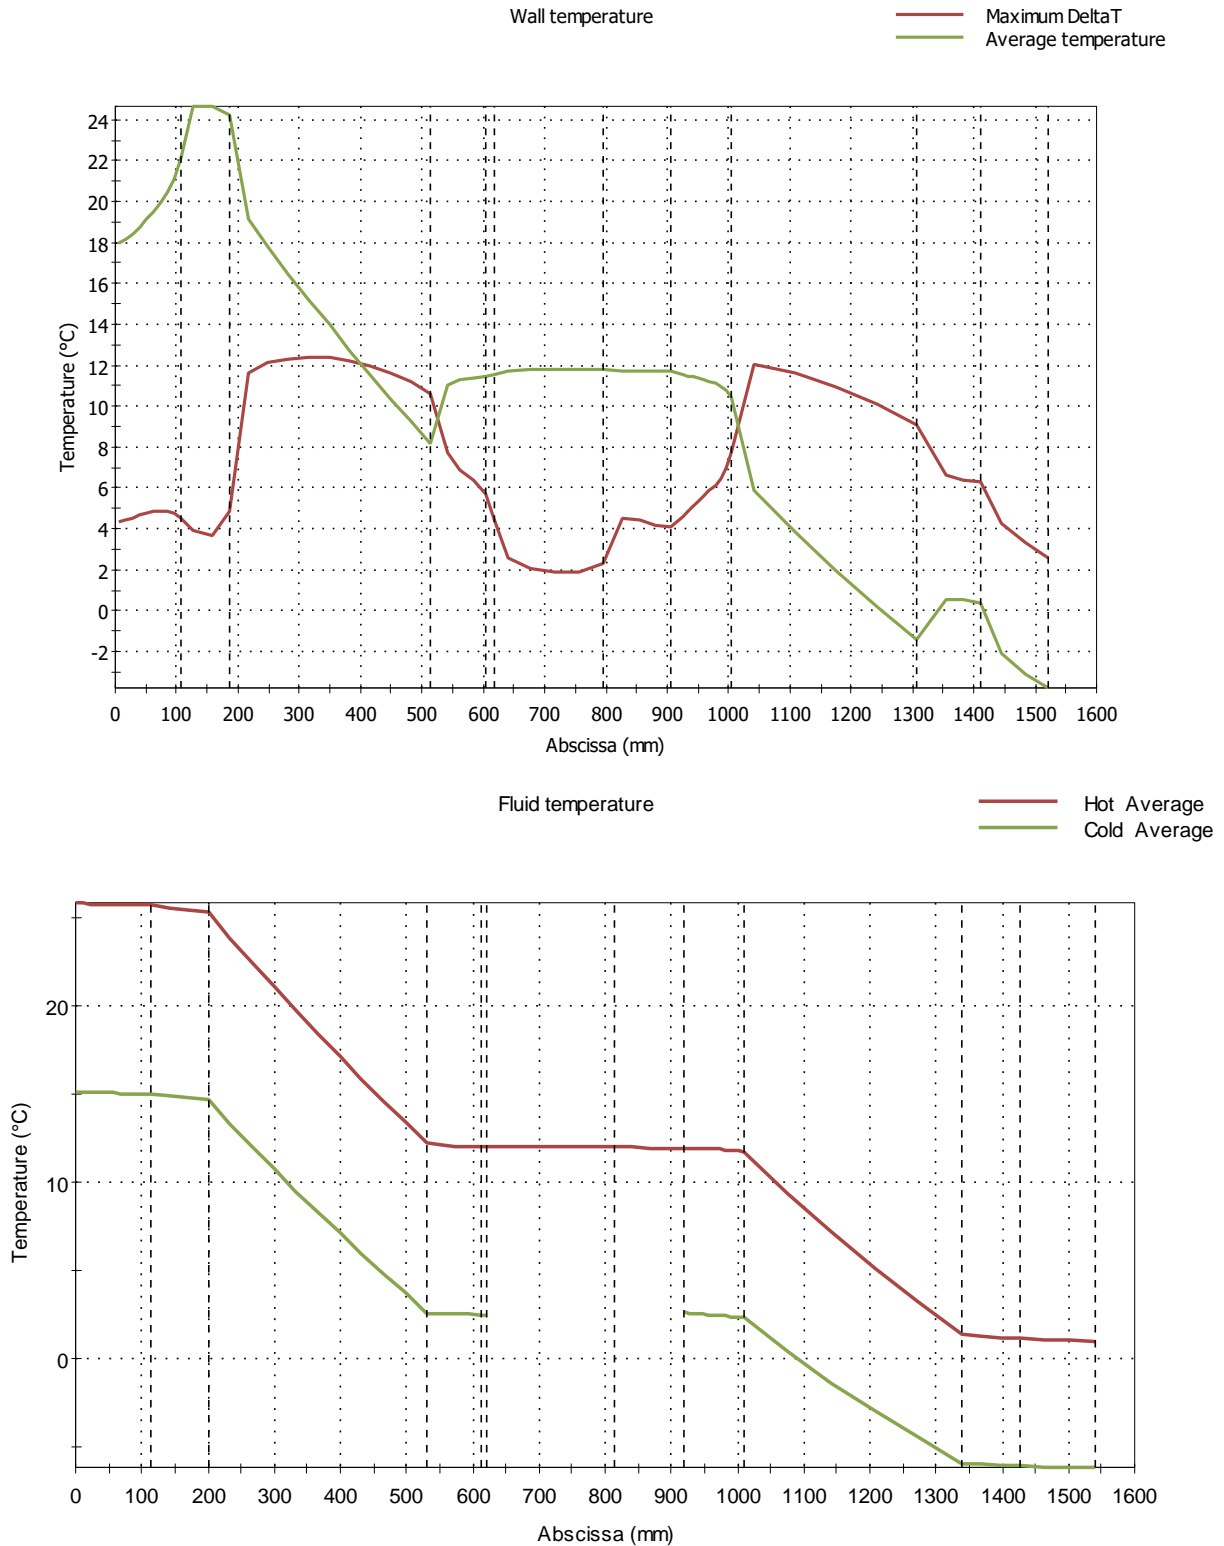 Wall temperature
Maximum DeltaT
Average temperature
24
22
20
18
16
14
12
10
8
6
4
2
0
-2
Temperature (°C)
0 100 200 300 400 500 600 700 800 900 1000 1100 1200 1300 1400 1500 1600
Abscissa (mm)
Fluid temperature
Hot Average
Cold Average
20
10
0
Temperature (°C)
0 100 200 300 400 500 600 700 800 900 1000 1100 1200 1300 1400 1500 1600
Abscissa (mm)